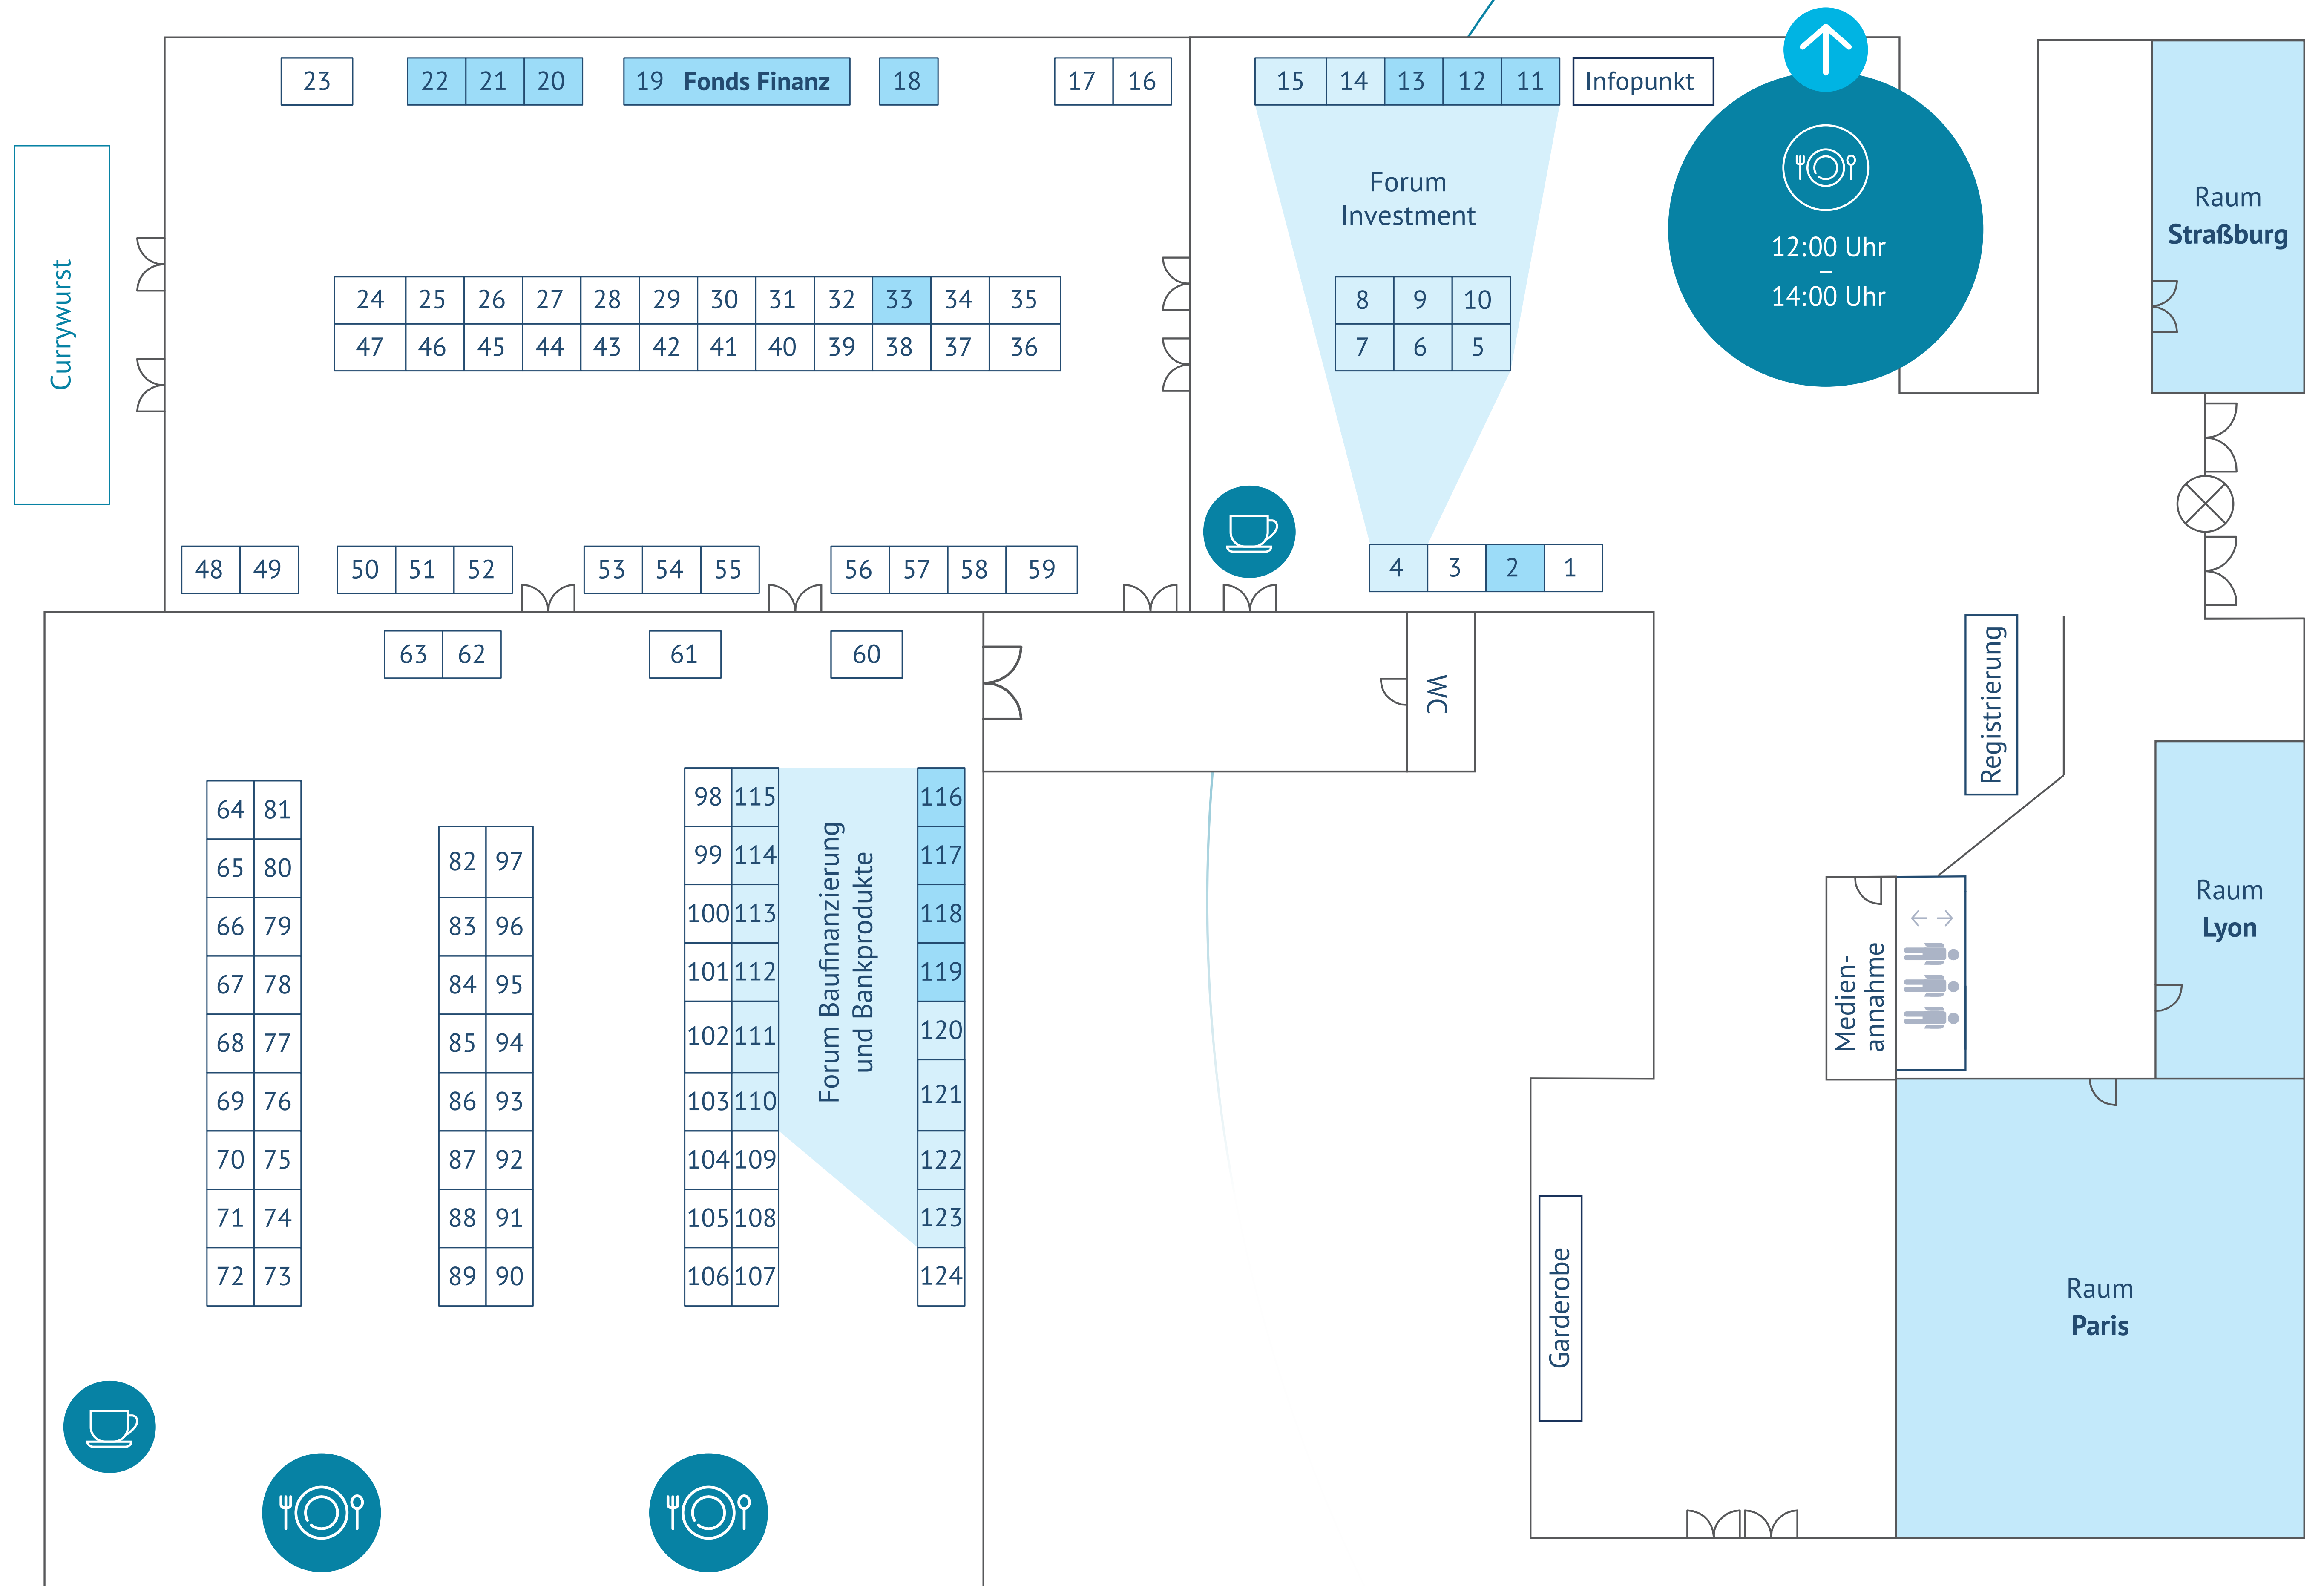 23
22 21 20
19 Fonds Finanz
18
17 16
15 14 13 12 11
Infopunkt
Forum
Investment
12:00 Uhr
–
14:00 Uhr
Raum
Straßburg
Currywurst
24 25 26 27 28 29 30 31 32 33 34 35
47 46 45 44 43 42 41 40 39 38 37 36
8 9 10
7 6 5
48 49
50 51 52
53 54 55
56 57 58 59
4 3 2 1
63 62
61
60
WC
Registrierung
64 81
65 80
66 79
67 78
68 77
69 76
70 75
71 74
72 73
82 97
83 96
84 95
85 94
86 93
87 92
88 91
89 90
98 115
99 114
100 113
101 112
102 111
103 110
104 109
105 108
106 107
Forum Baufinanzierung
und Bankprodukte
116
117
118
119
120
121
122
123
124
Medien-
annahme
Raum
Lyon
Garderobe
Raum
Paris